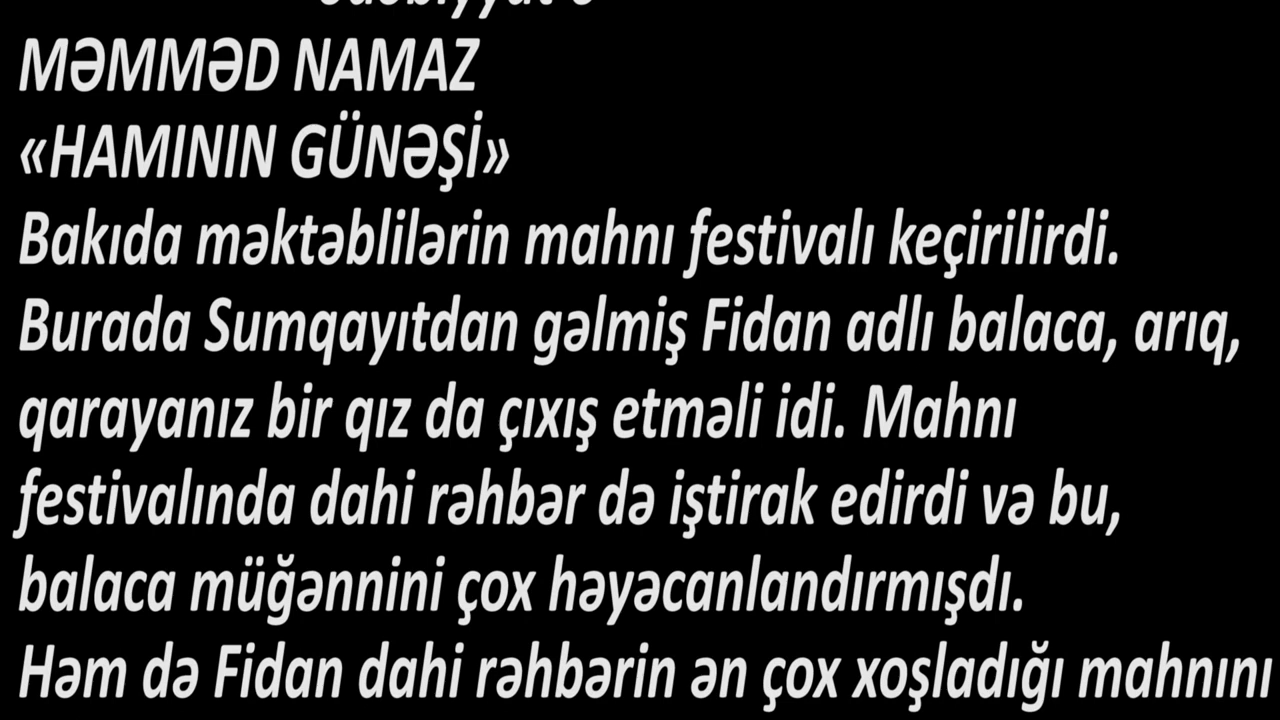 MƏMMƏD NAMAZ
«HAMININ GÜNƏŞİ»
Bakıda məktəblilərin mahnı festivalı keçirilirdi.
Burada Sumqayıtdan gəlmiş Fidan adlı balaca, arıq,
qarayanız bir qız da çıxış etməli idi. Mahnı
festivalında dahi rəhbər də iştirak edirdi və bu,
balaca müğənnini çox həyəcanlandırmışdı.
Həm də Fidan dahi rəhbərin ən çox xoşladığı mahnını